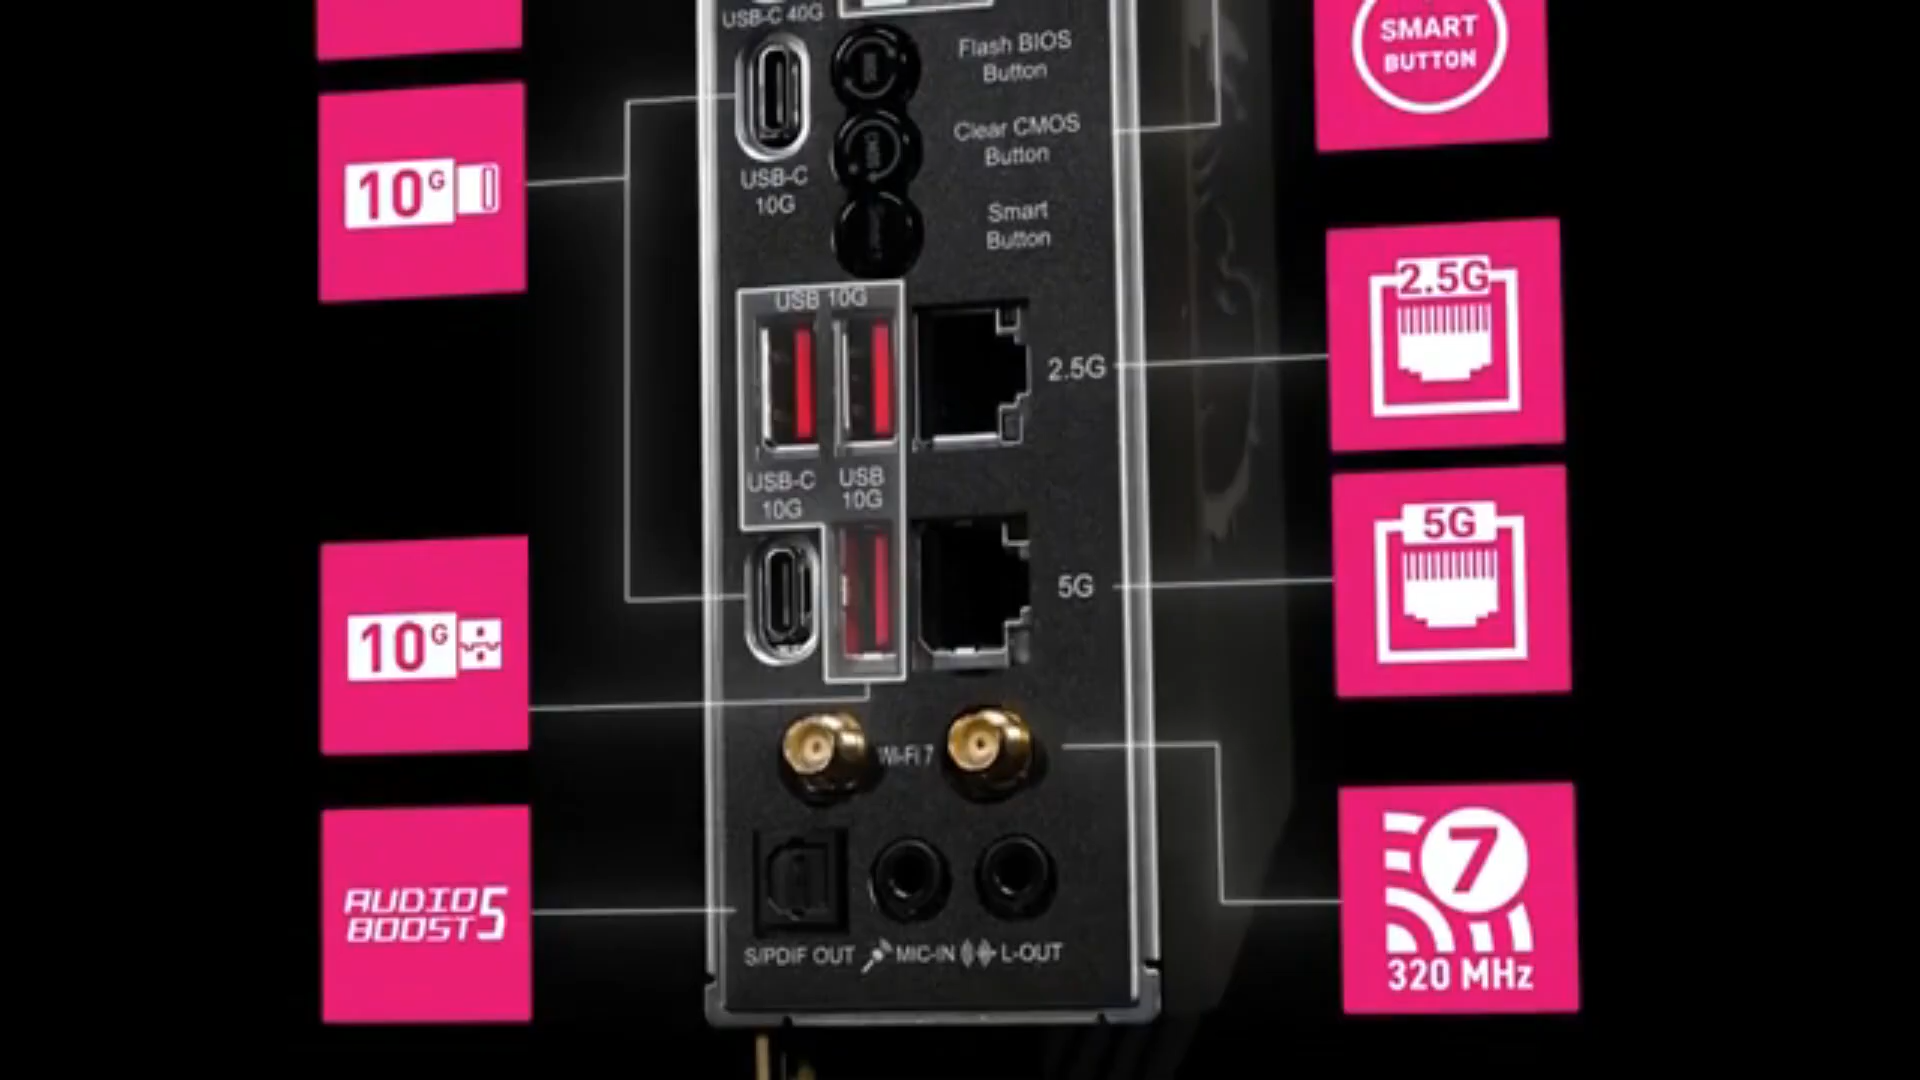 USB-C 40G
Flash BIOS
Button
Clear CMOS
Button
USB-C
10G
Smart
Button
USB 10G
2.5G
USB-C
10G
USB
10G
5G
Wi-Fi 7
S/PDIF OUT
MIC-IN
L-OUT
10G
10G
AUDIO
BOOST 5
SMART
BUTTON
2.5G
5G
7
320 MHz